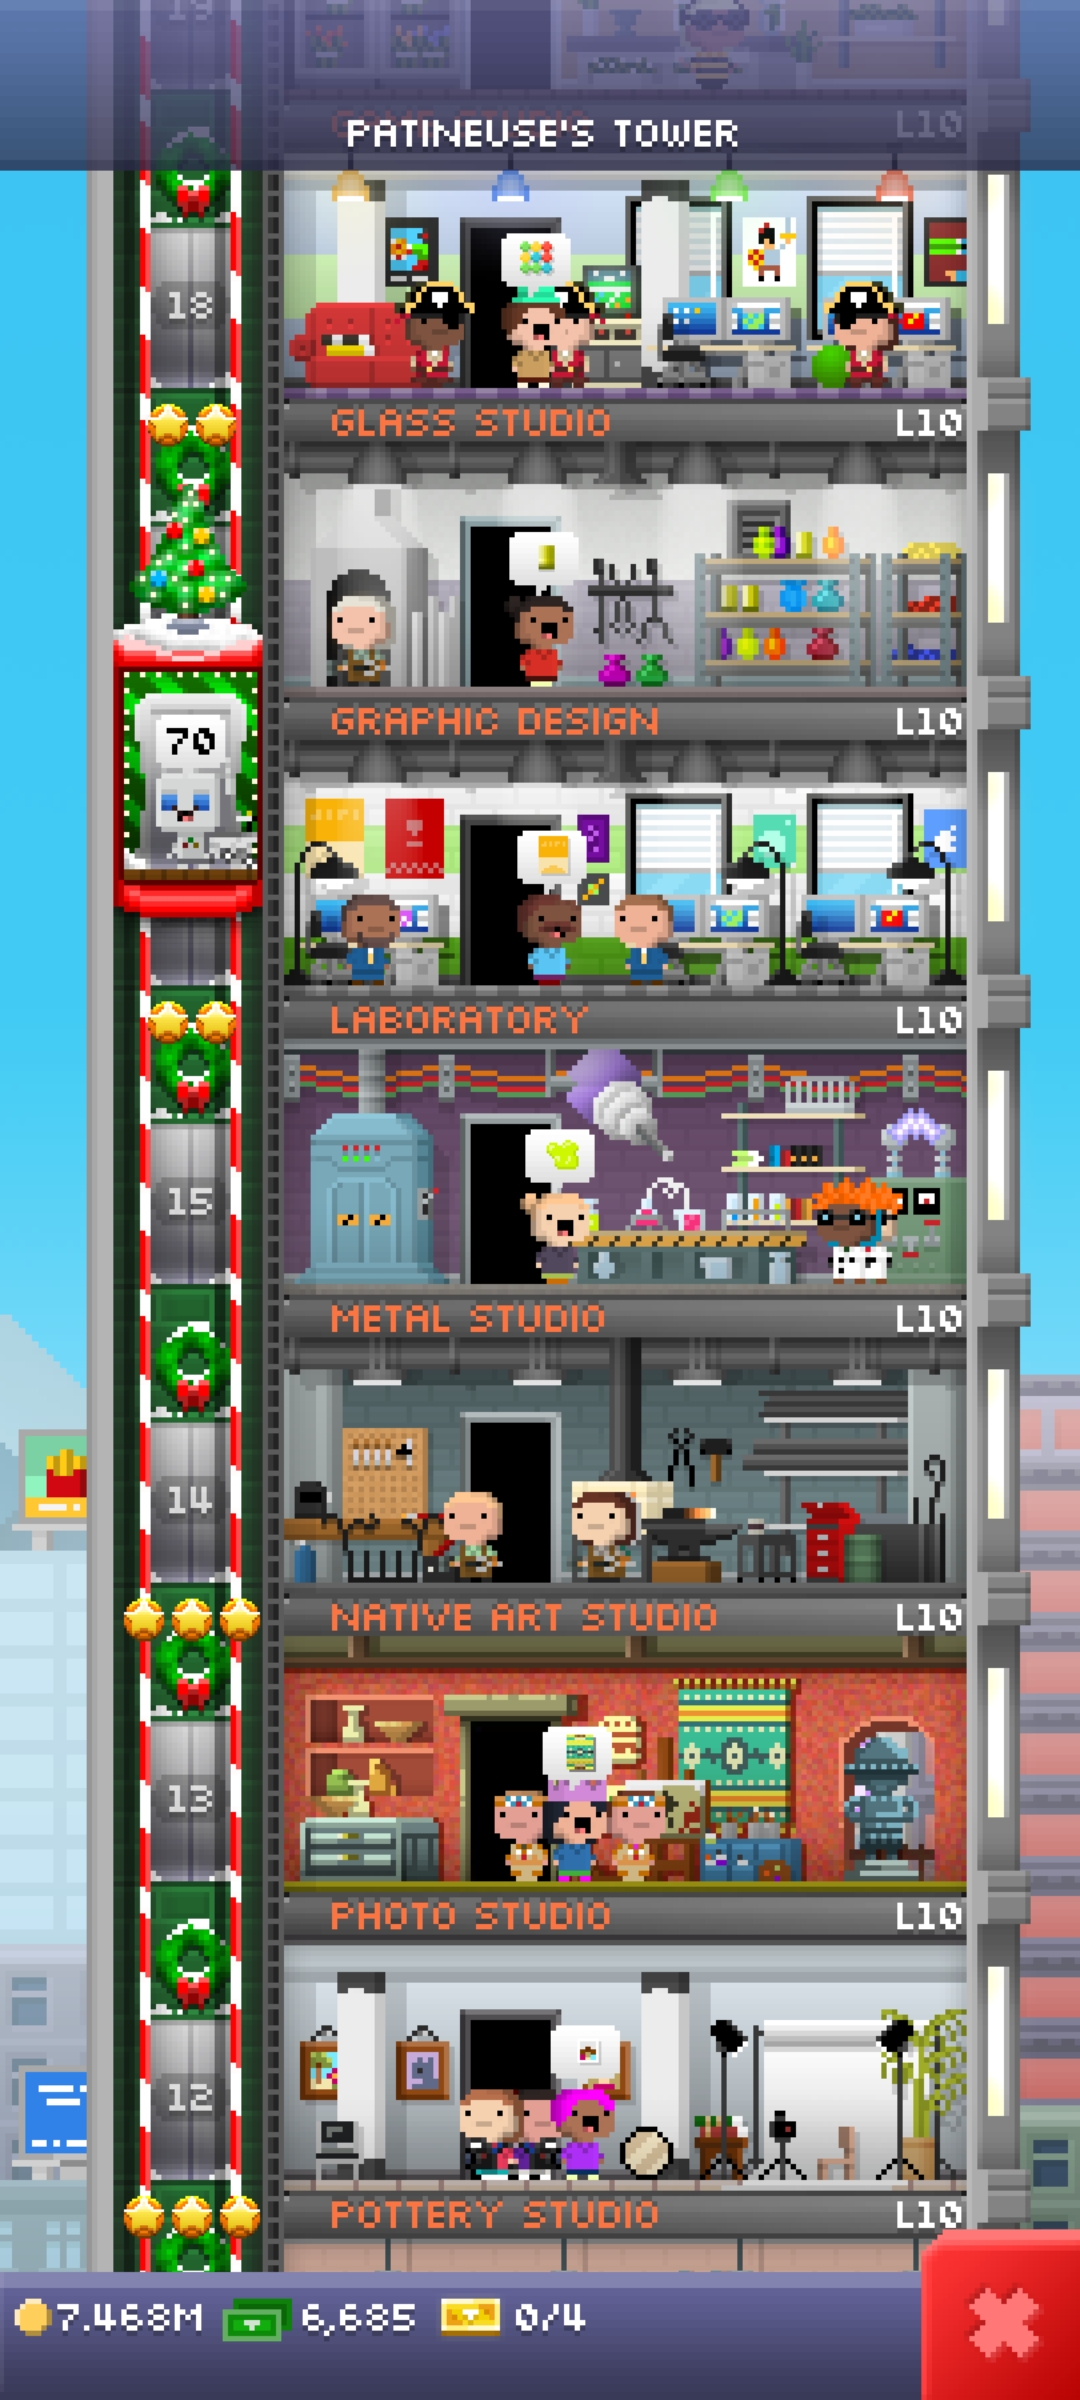 19
L10
PATINEUSE'S TOWER
18
GLASS STUDIO L10
70
GRAPHIC DESIGN L10
LABORATORY L10
15
METAL STUDIO L10
14
NATIVE ART STUDIO L10
13
PHOTO STUDIO L10
12
POTTERY STUDIO L10
7.468M 6,685 0/4